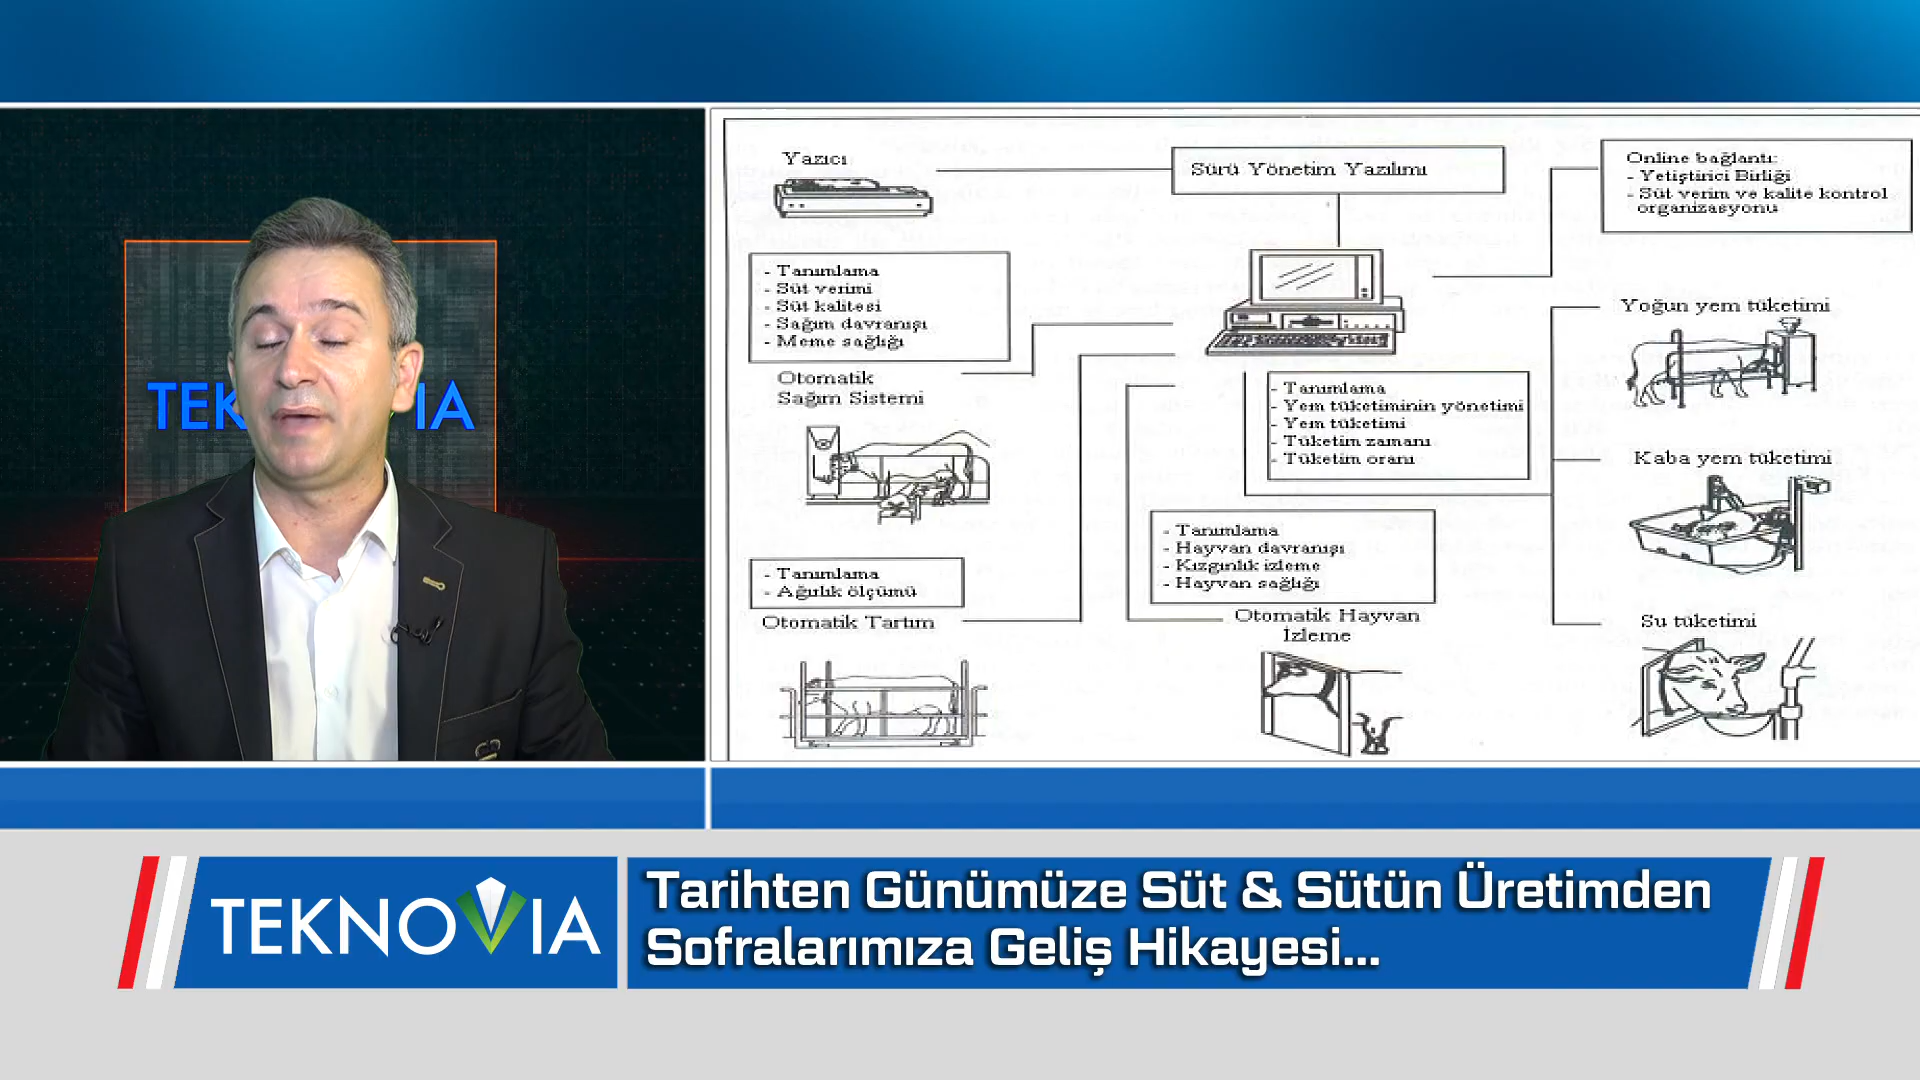 TEK IA
Yazıcı
Sürü Yönetim Yazılımı
Online bağlantı:
- Yetiştirici Birliği
- Süt verim ve kalite kontrol
organizasyonu
- Tanımlama
- Süt verimi
- Süt kalitesi
- Sağım davranışı
- Meme sağlığı
Otomatik
Sağım Sistemi
Yoğun yem tüketimi
- Tanımlama
- Yem tüketiminin yönetimi
- Yem tüketimi
- Tüketim zamanı
- Tüketim oranı
Kaba yem tüketimi
- Tanımlama
- Hayvan davranışı
- Kızgınlık izleme
- Hayvan sağlığı
Otomatik Hayvan
İzleme
- Tanımlama
- Ağırlık ölçümü
Otomatik Tartım
Su tüketimi
TEKNOVIA
Tarihten Günümüze Süt & Sütün Üretimden
Sofralarımıza Geliş Hikayesi...